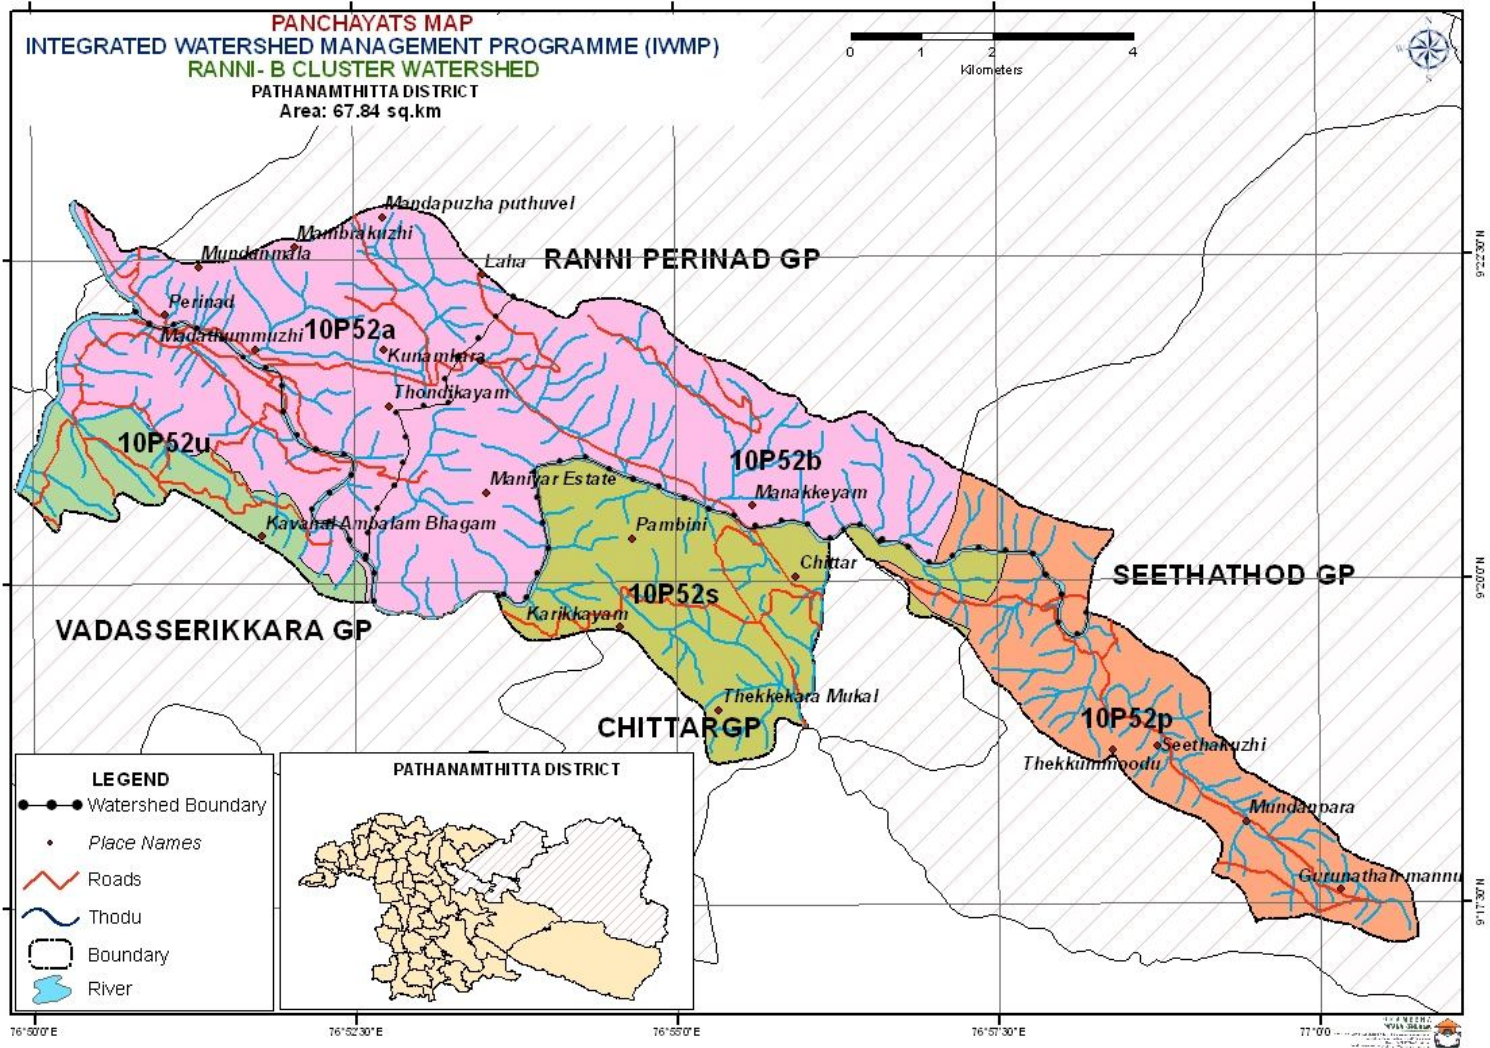 PANCHAYATS MAP
INTEGRATED WATERSHED MANAGEMENT PROGRAMME (IWMP)
RANNI- B CLUSTER WATERSHED
PATHANAMTHITTA DISTRICT
Area: 67.84 sq.km
0 1 2 4
Kilometers
N
W
S
Mandapuzha puthuvel
Mambrakuzhi
Mundanmala
Laha
RANNI PERINAD GP
Perinad
Madathummuzhi
10P52a
Kunamkara
Thondikayam
10P52u
10P52b
Maniyar Estate
Manakkeyam
Kavanal Ambalam Bhagam
Pambini
Chittar
SEETHATHOD GP
10P52s
Karikkayam
VADASSERIKKARA GP
Thekkekara Mukal
CHITTAR GP
10P52p
Seethakuzhi
Thekkummoodu
Mundanpara
Gurunathan mannu
LEGEND
Watershed Boundary
Place Names
Roads
Thodu
Boundary
River
PATHANAMTHITTA DISTRICT
9°22'30"N
9°20'0"N
9°17'30"N
76°50'0"E
76°52'30"E
76°55'0"E
76°57'30"E
77°0'0"